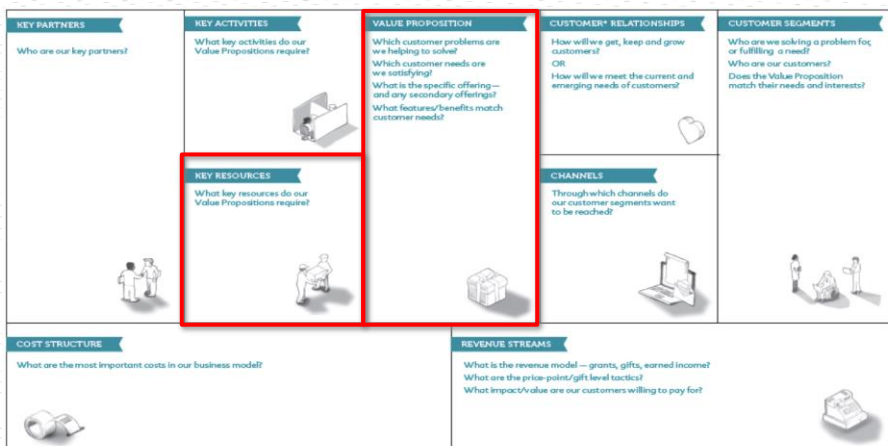 KEY PARTNERS
Who are our key partners?
KEY ACTIVITIES
What key activities do our
Value Propositions require?
KEY RESOURCES
What key resources do our
Value Propositions require?
VALUE PROPOSITION
Which customer problems are
we helping to solve?
Which customer needs are
we satisfying?
What is the specific offering—
and any secondary offerings?
What features/benefits match
customer needs?
CUSTOMER* RELATIONSHIPS
How will we get, keep and grow
customers?
OR
How will we meet the current and
emerging needs of customers?
CHANNELS
Through which channels do
our customer segments want
to be reached?
CUSTOMER SEGMENTS
Who are we solving a problem for,
or fulfilling a need?
Who are our customers?
Does the Value Proposition
match their needs and interests?
COST STRUCTURE
What are the most important costs in our business model?
REVENUE STREAMS
What is the revenue model — grants, gifts, earned income?
What are the price-point/gift level tactics?
What impact/value are our customers willing to pay for?